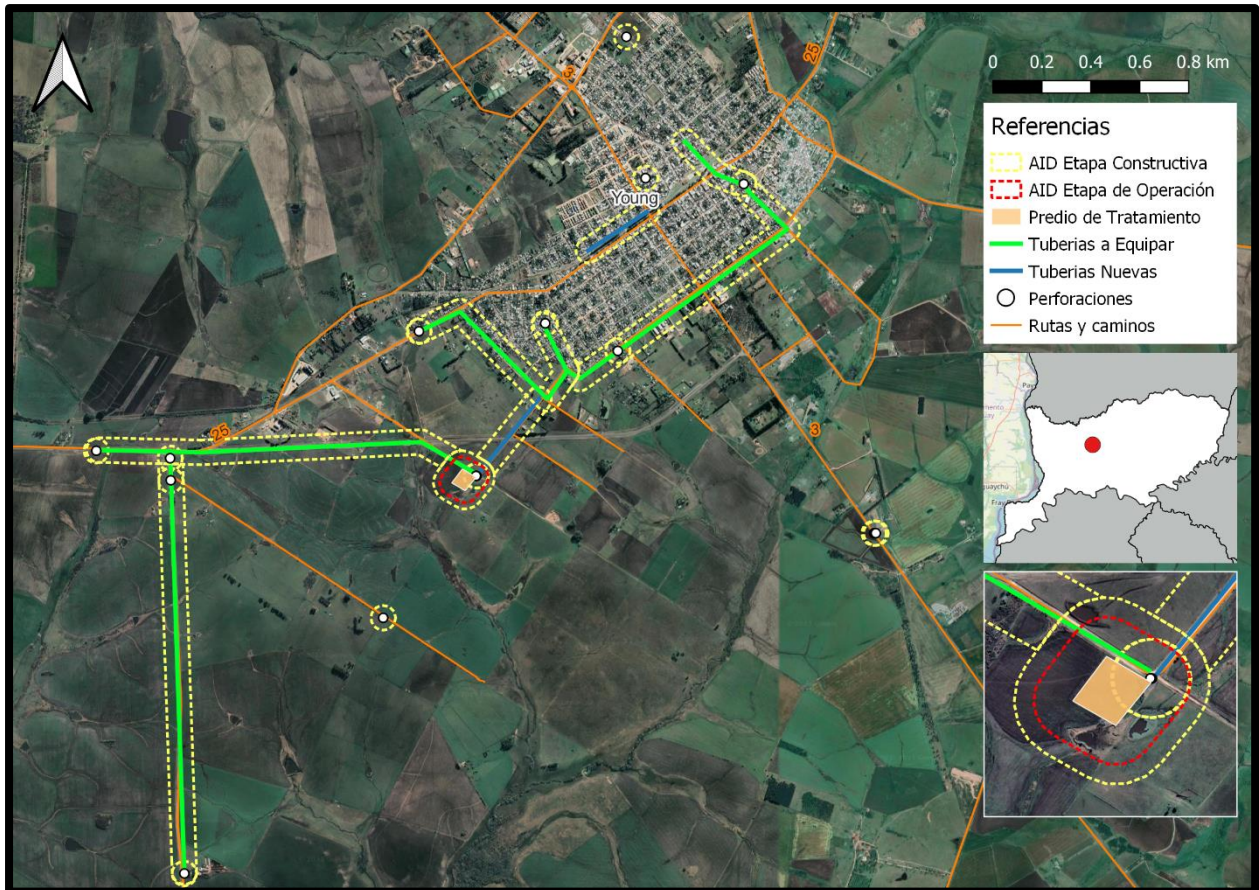 3
25
0 0.2 0.4 0.6 0.8 km
Referencias
AID Etapa Constructiva
AID Etapa de Operación
Predio de Tratamiento
Tuberias a Equipar
Tuberias Nuevas
Perforaciones
Rutas y caminos
Young
25
3